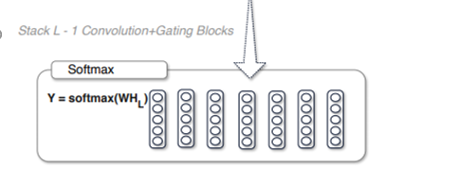 Stack L - 1 Convolution+Gating Blocks
Softmax
Y = softmax(WH_L)